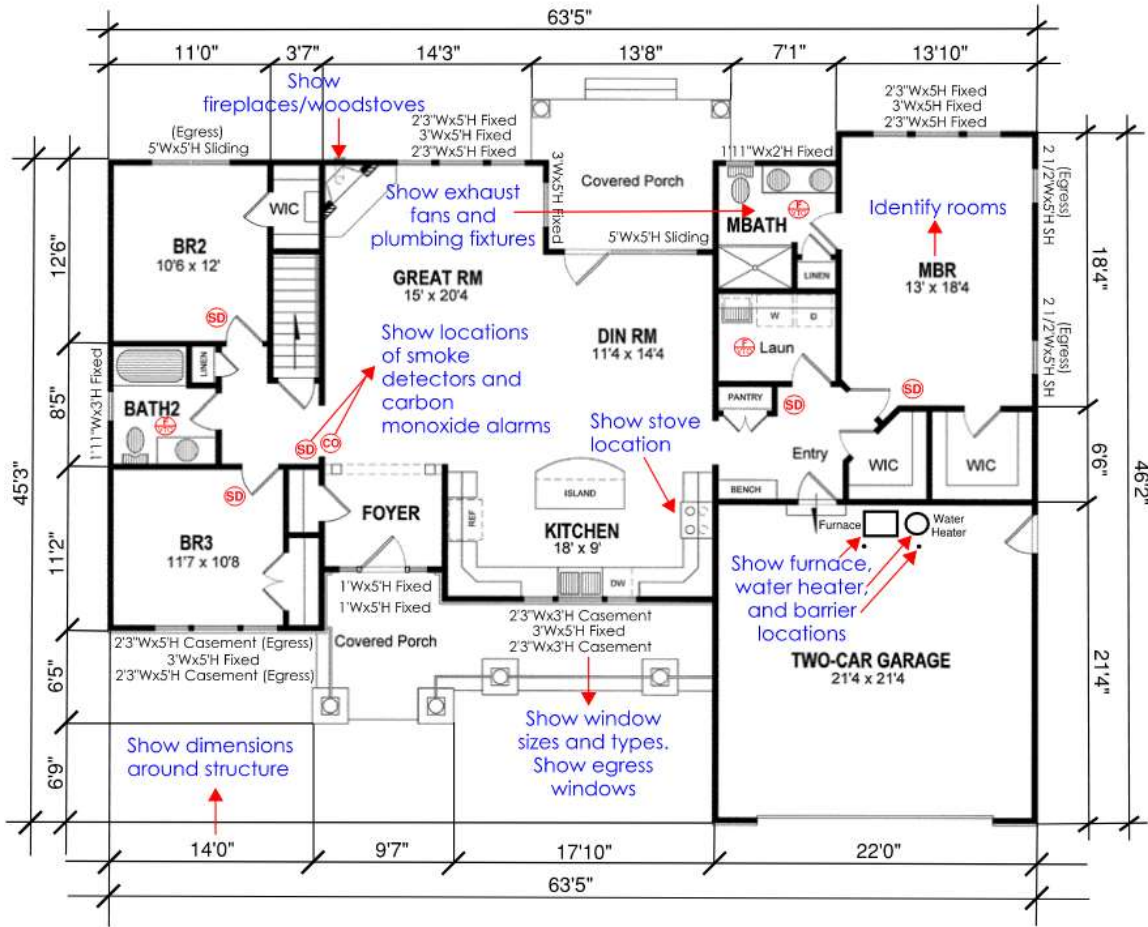 63'5"
11'0"
3'7"
14'3"
13'8"
7'1"
13'10"
Show
fireplaces/woodstoves
2'3"Wx5'H Fixed
3'Wx5'H Fixed
2'3"Wx5'H Fixed
2'3"Wx5H Fixed
3'Wx5H Fixed
2'3"Wx5H Fixed
(Egress)
5'Wx5'H Sliding
1'11"Wx2'H Fixed
Covered Porch
3'Wx5'H Fixed
5'Wx5'H Sliding
Show exhaust
fans and
plumbing fixtures
WIC
BR2
10'6 x 12'
GREAT RM
15' x 20'4
DIN RM
11'4 x 14'4
MBATH
F
LINEN
Identify rooms
MBR
13' x 18'4
(Egress)
2 1/2"Wx5'H SH
(Egress)
2 1/2"Wx5'H SH
W
D
F
Laun
SD
Show locations
of smoke
detectors and
carbon
monoxide alarms
LINEN
1'11"Wx3'H Fixed
BATH2
F
SD
CO
PANTRY
SD
SD
Show stove
location
Entry
WIC
WIC
BENCH
SD
BR3
11'7 x 10'8
FOYER
REF
ISLAND
KITCHEN
18' x 9'
DW
Furnace
Water
Heater
Show furnace,
water heater,
and barrier
locations
1'Wx5'H Fixed
1'Wx5'H Fixed
2'3"Wx3'H Casement
3'Wx5'H Fixed
2'3"Wx3'H Casement
2'3"Wx5'H Casement (Egress)
3'Wx5'H Fixed
2'3"Wx5'H Casement (Egress)
Covered Porch
TWO-CAR GARAGE
21'4 x 21'4
Show window
sizes and types.
Show egress
windows
Show dimensions
around structure
45'3"
12'6"
8'5"
11'2"
6'5"
6'9"
18'4"
6'6"
21'4"
46'2"
14'0"
9'7"
17'10"
22'0"
63'5"